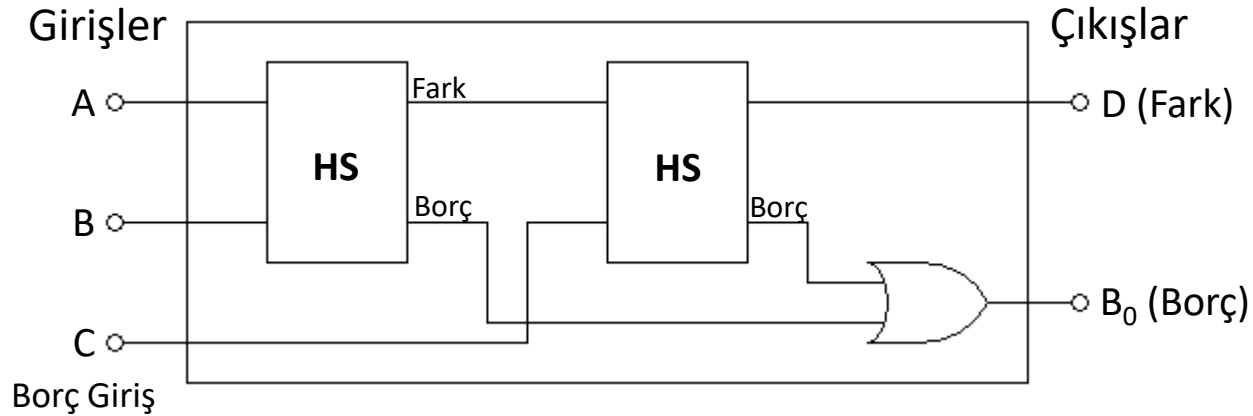 Girişler
Çıkışlar
A
Fark
D (Fark)
HS
HS
B
Borç
Borç
B₀ (Borç)
C
Borç Giriş